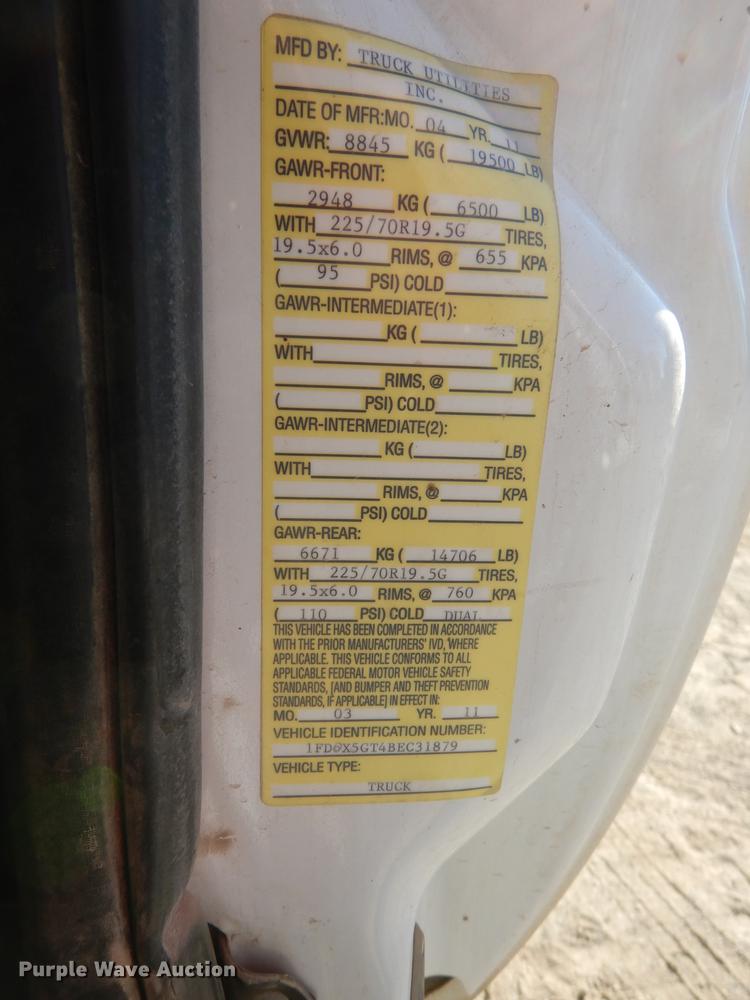 MFD BY: TRUCK UTILITIES
INC.
DATE OF MFR:MO. 04 YR. 11
GVWR: 8845 KG ( 19500 LB)
GAWR-FRONT:
2948 KG ( 6500 LB)
WITH 225/70R19.5G TIRES,
19.5x6.0 RIMS, @ 655 KPA
( 95 PSI) COLD
GAWR-INTERMEDIATE(1):
KG ( LB)
WITH TIRES,
RIMS, @ KPA
( PSI) COLD
GAWR-INTERMEDIATE(2):
KG ( LB)
WITH TIRES,
RIMS, @ KPA
( PSI) COLD
GAWR-REAR:
6671 KG ( 14706 LB)
WITH 225/70R19.5G TIRES,
19.5x6.0 RIMS, @ 760 KPA
( 110 PSI) COLD DUAL
THIS VEHICLE HAS BEEN COMPLETED IN ACCORDANCE
WITH THE PRIOR MANUFACTURERS' IVD, WHERE
APPLICABLE. THIS VEHICLE CONFORMS TO ALL
APPLICABLE FEDERAL MOTOR VEHICLE SAFETY
STANDARDS, [AND BUMPER AND THEFT PREVENTION
STANDARDS, IF APPLICABLE] IN EFFECT IN:
MO. 03 YR. 11
VEHICLE IDENTIFICATION NUMBER:
1FD0X5GT4BEC31879
VEHICLE TYPE:
TRUCK
Purple Wave Auction